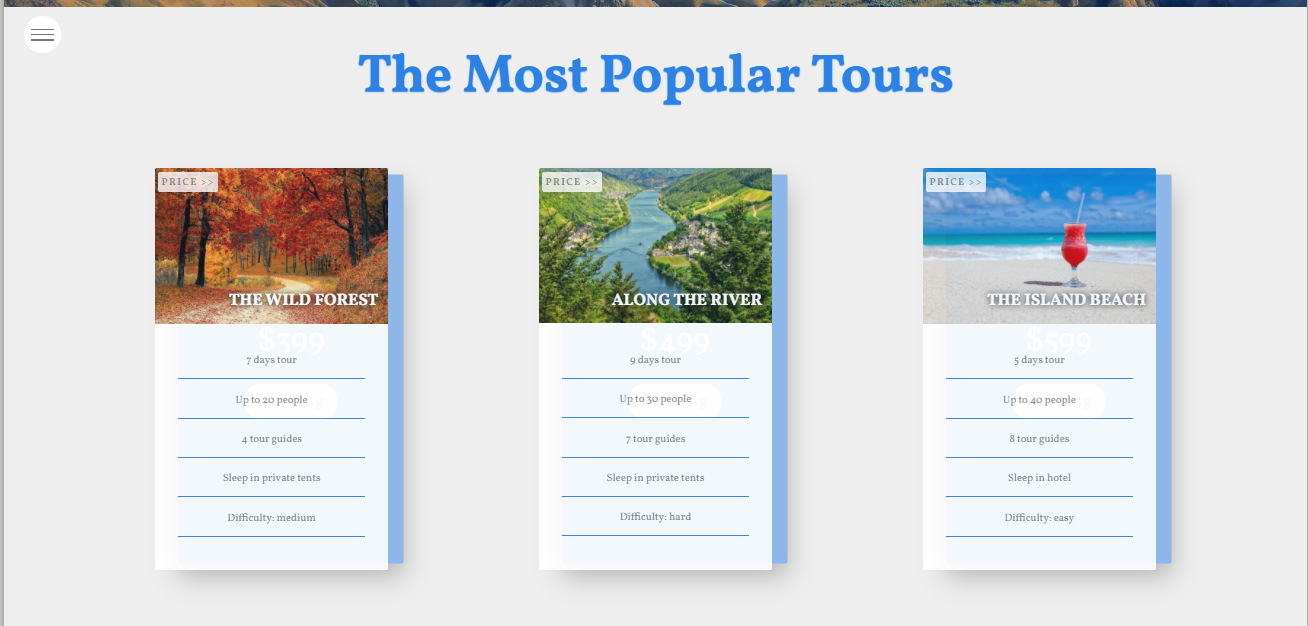 The Most Popular Tours
PRICE >>
THE WILD FOREST
$399
7 days tour
Up to 20 people
4 tour guides
Sleep in private tents
Difficulty: medium
PRICE >>
ALONG THE RIVER
$499
9 days tour
Up to 30 people
7 tour guides
Sleep in private tents
Difficulty: hard
PRICE >>
THE ISLAND BEACH
$599
5 days tour
Up to 40 people
8 tour guides
Sleep in hotel
Difficulty: easy